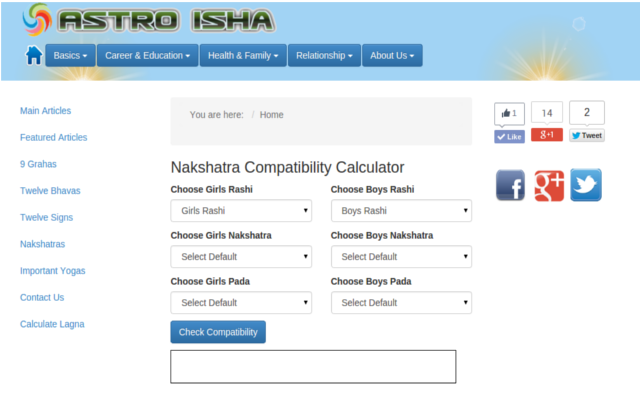 ASTRO ISHA
Basics Career & Education Health & Family Relationship About Us
Main Articles
Featured Articles
9 Grahas
Twelve Bhavas
Twelve Signs
Nakshatras
Important Yogas
Contact Us
Calculate Lagna
You are here: / Home
Nakshatra Compatibility Calculator
Choose Girls Rashi Choose Boys Rashi
Girls Rashi Boys Rashi
Choose Girls Nakshatra Choose Boys Nakshatra
Select Default Select Default
Choose Girls Pada Choose Boys Pada
Select Default Select Default
Check Compatibility
1 14 2
Like g+1 Tweet
f g+